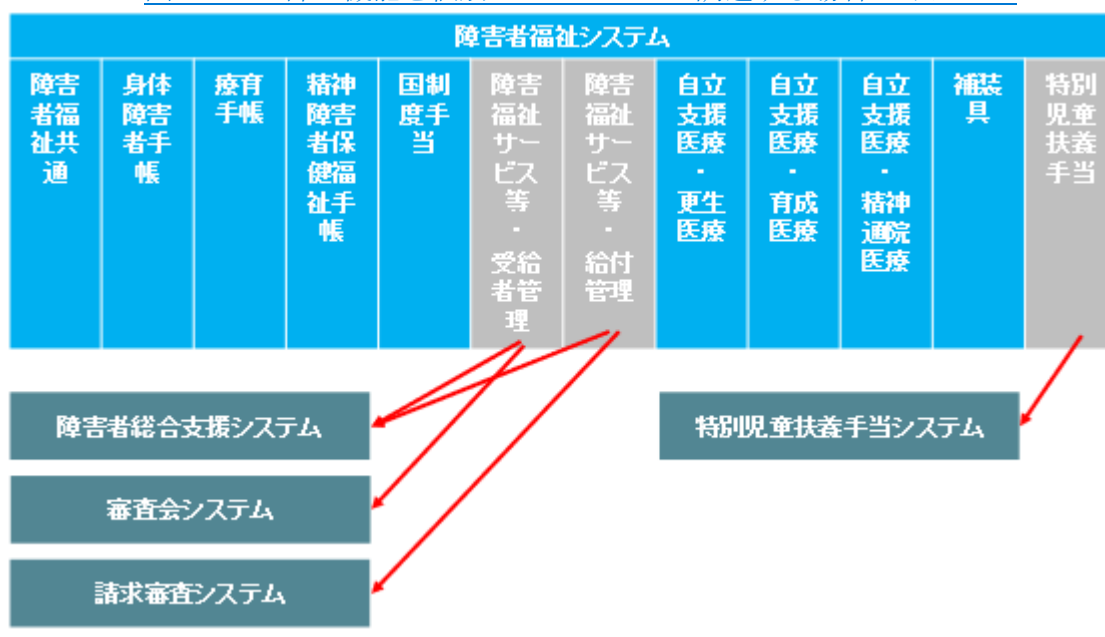 障害者福祉システム
障害
者福
祉共
通
身体
障害
者手
帳
療育
手帳
精神
障害
者保
健福
祉手
帳
国制
度手
当
障害
福祉
サー
ビス
等
・
受給
者管
理
障害
福祉
サー
ビス
等
・
給付
管理
自立
支援
医療
・
更生
医療
自立
支援
医療
・
育成
医療
自立
支援
医療
・
精神
通院
医療
補装
具
特別
児童
扶養
手当
障害者総合支援システム
特別児童扶養手当システム
審査会システム
請求審査システム